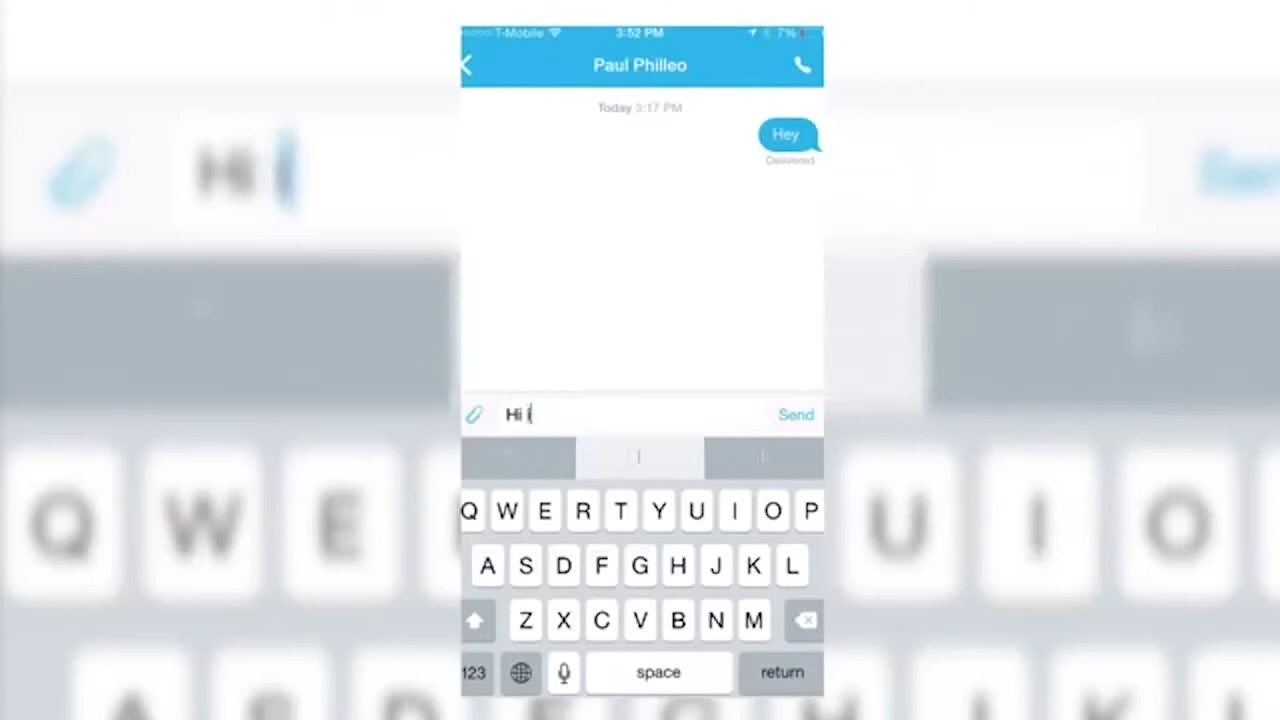 T-Mobile 3:52 PM 7%
Paul Philleo
Today 3:17 PM
Hey
Delivered
Hi i
Send
Q W E R T Y U I O P
A S D F G H J K L
Z X C V B N M
123 space return